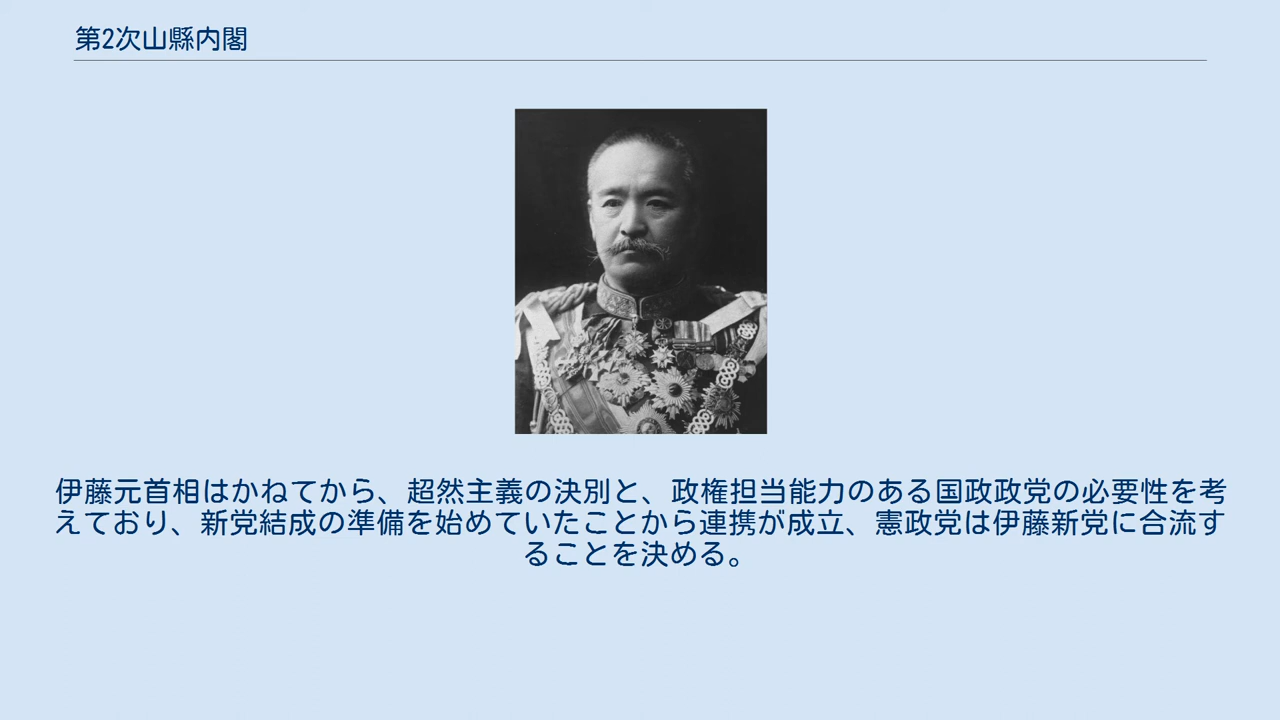 第2次山縣内閣
伊藤元首相はかねてから、超然主義の決別と、政権担当能力のある国政政党の必要性を考
えており、新党結成の準備を始めていたことから連携が成立、憲政党は伊藤新党に合流す
ることを決める。